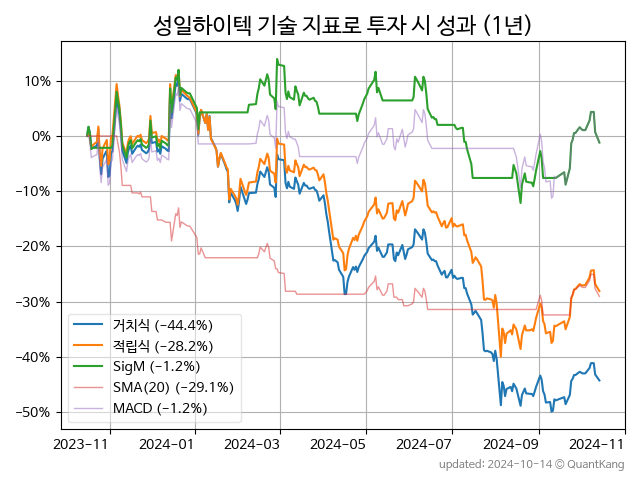 성일하이텍 기술 지표로 투자 시 성과 (1년)
10%
0%
−10%
−20%
−30%
−40%
−50%
거치식 (−44.4%)
적립식 (−28.2%)
SigM (−1.2%)
SMA(20) (−29.1%)
MACD (−1.2%)
2023-11 2024-01 2024-03 2024-05 2024-07 2024-09 2024-11
updated: 2024-10-14 © QuantKang